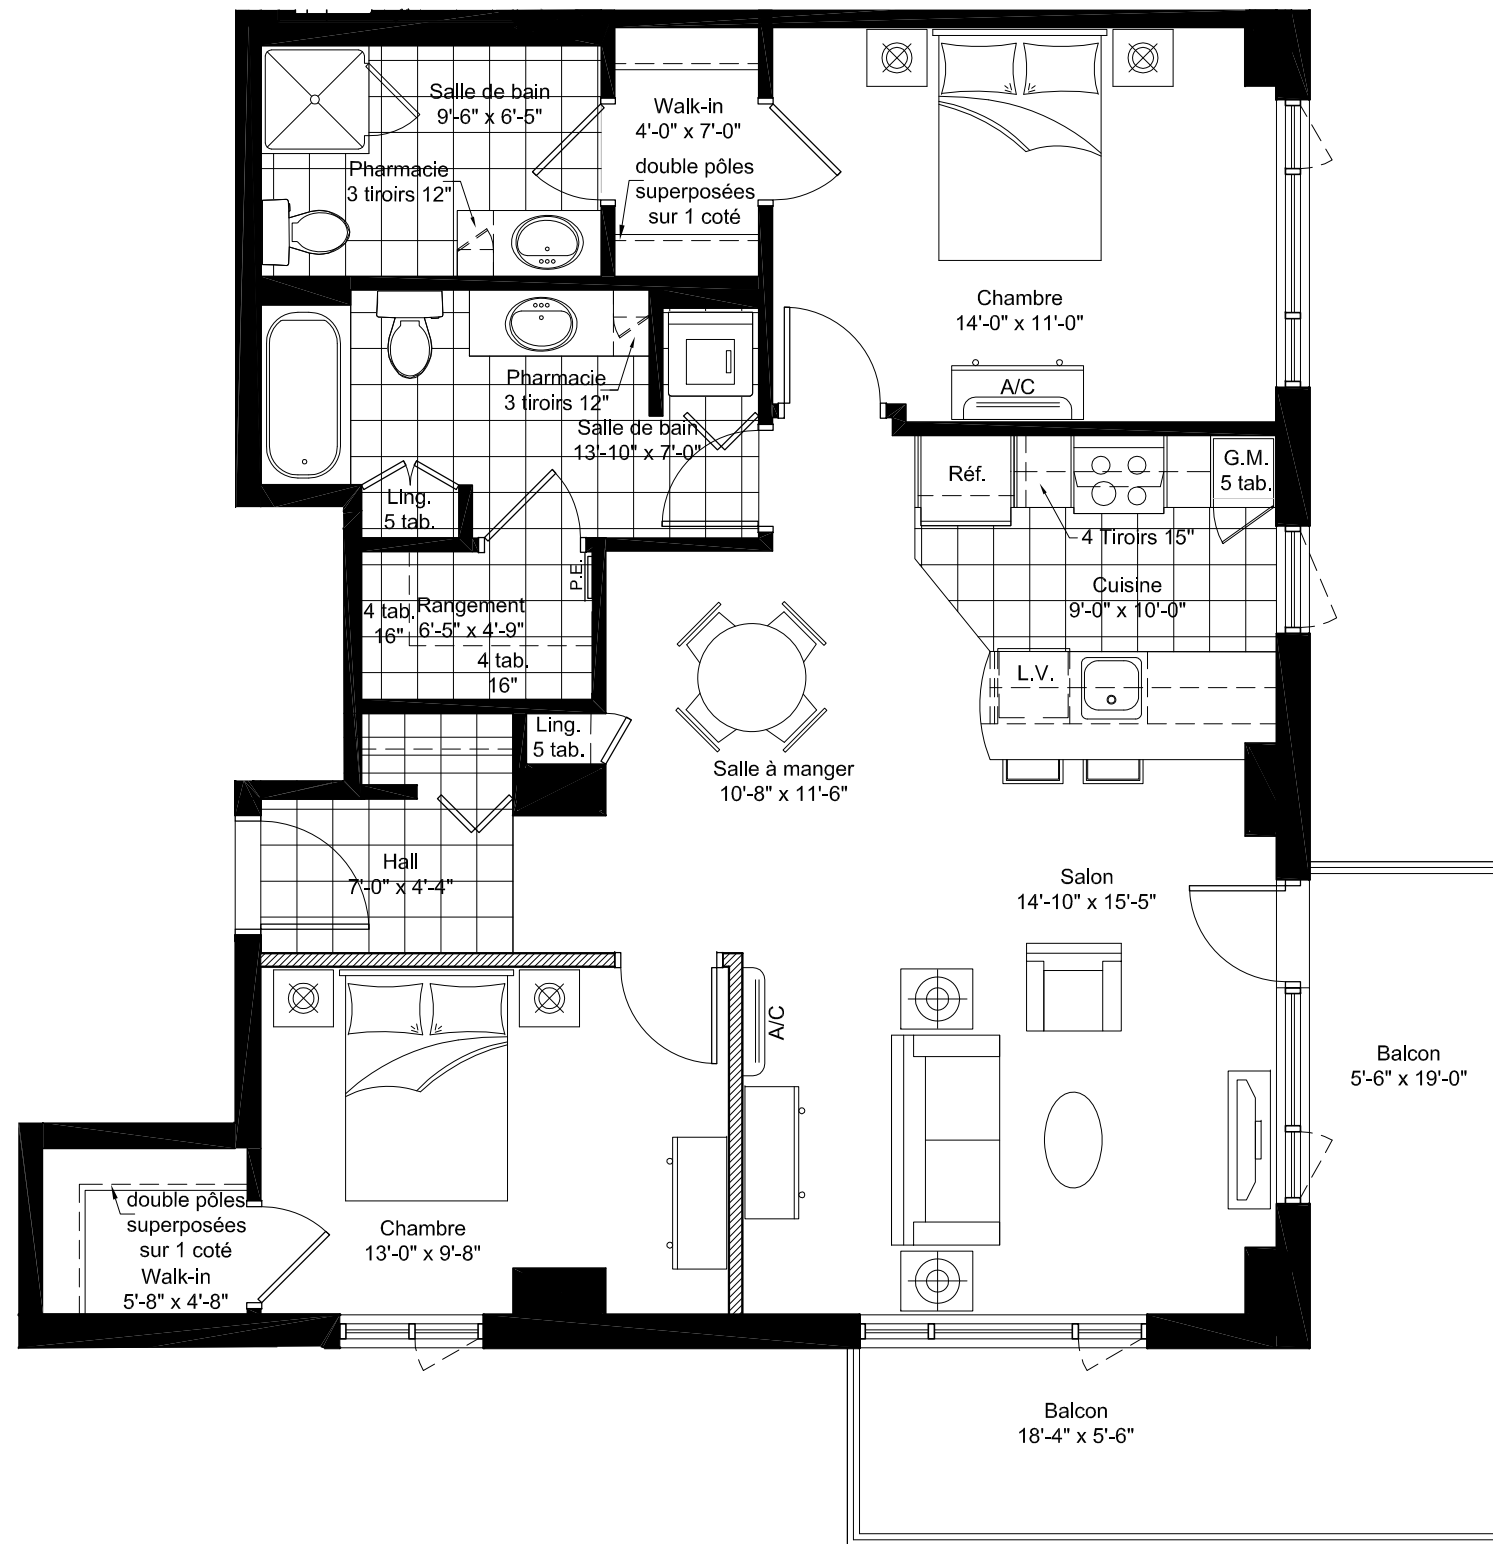 Salle de bain
9'-6" x 6'-5"
Pharmacie
3 tiroirs 12"
Walk-in
4'-0" x 7'-0"
double pôles
superposées
sur 1 coté
Chambre
14'-0" x 11'-0"
A/C
Pharmacie
3 tiroirs 12"
Salle de bain
13'-10" x 7'-0"
Ling.
5 tab.
Réf.
G.M.
5 tab.
4 Tiroirs 15"
Cuisine
9'-0" x 10'-0"
P.E.
4 tab.
16"
Rangement
6'-5" x 4'-9"
4 tab.
16"
L.V.
Ling.
5 tab.
Salle à manger
10'-8" x 11'-6"
Hall
7'-0" x 4'-4"
Salon
14'-10" x 15'-5"
A/C
Balcon
5'-6" x 19'-0"
double pôles
superposées
sur 1 coté
Walk-in
5'-8" x 4'-8"
Chambre
13'-0" x 9'-8"
Balcon
18'-4" x 5'-6"